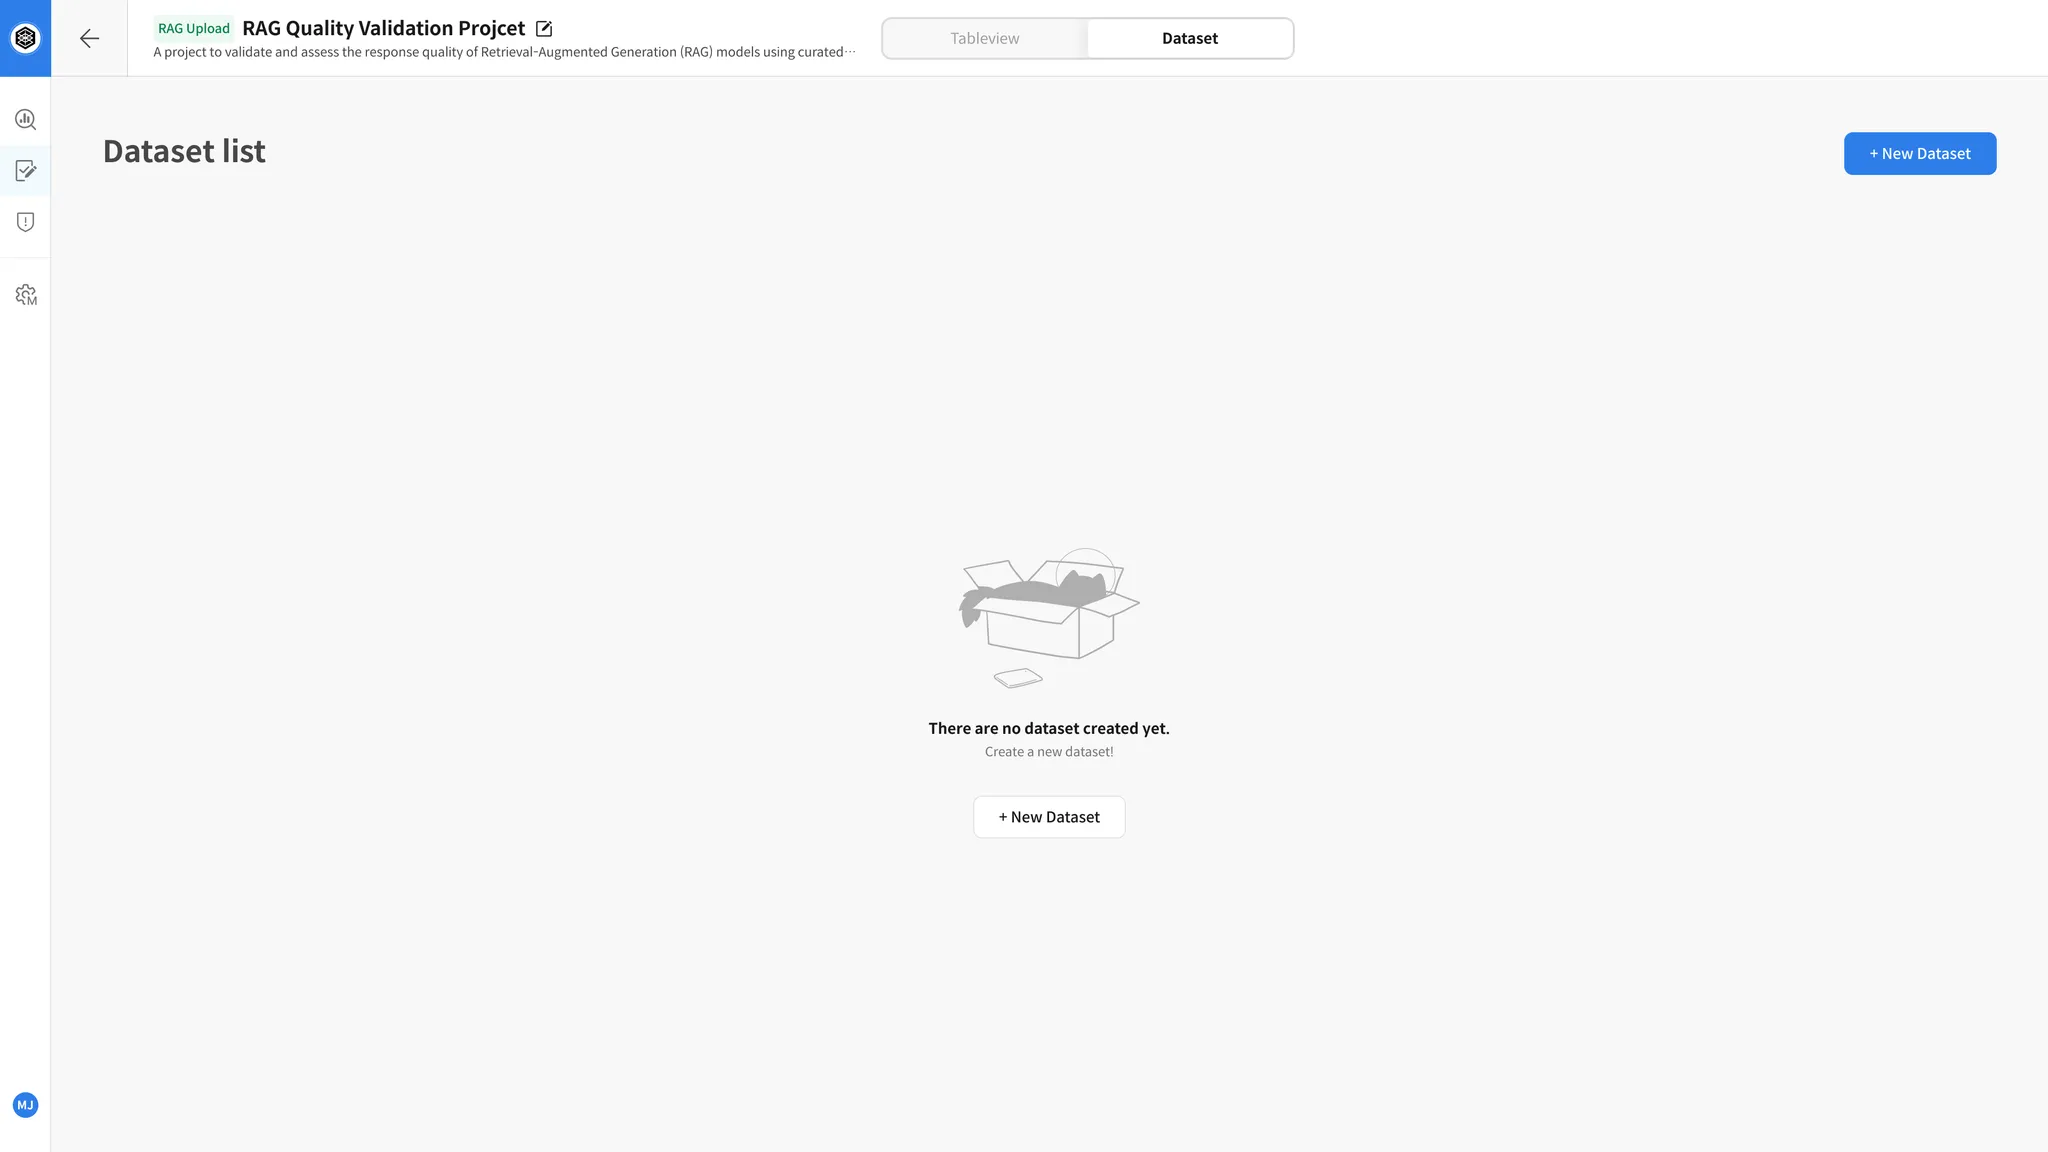 RAG Upload RAG Quality Validation Projcet
A project to validate and assess the response quality of Retrieval-Augmented Generation (RAG) models using curated···
Tableview
Dataset
Dataset list
+ New Dataset
M
There are no dataset created yet.
Create a new dataset!
+ New Dataset
MJ